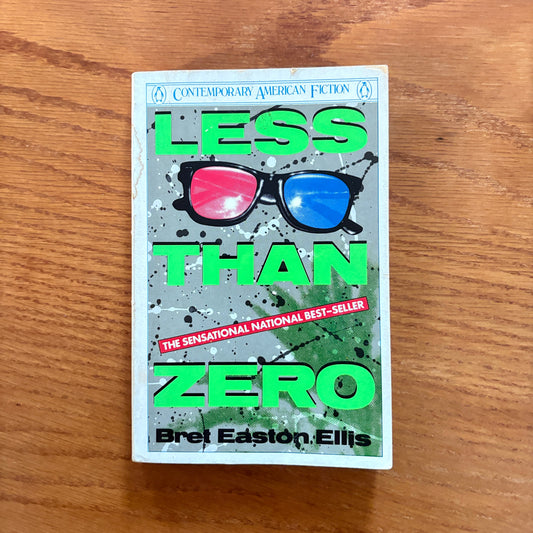 CONTEMPORARY AMERICAN FICTION
LESS
THAN
THE SENSATIONAL NATIONAL BEST-SELLER
ZERO
Bret Easton Ellis